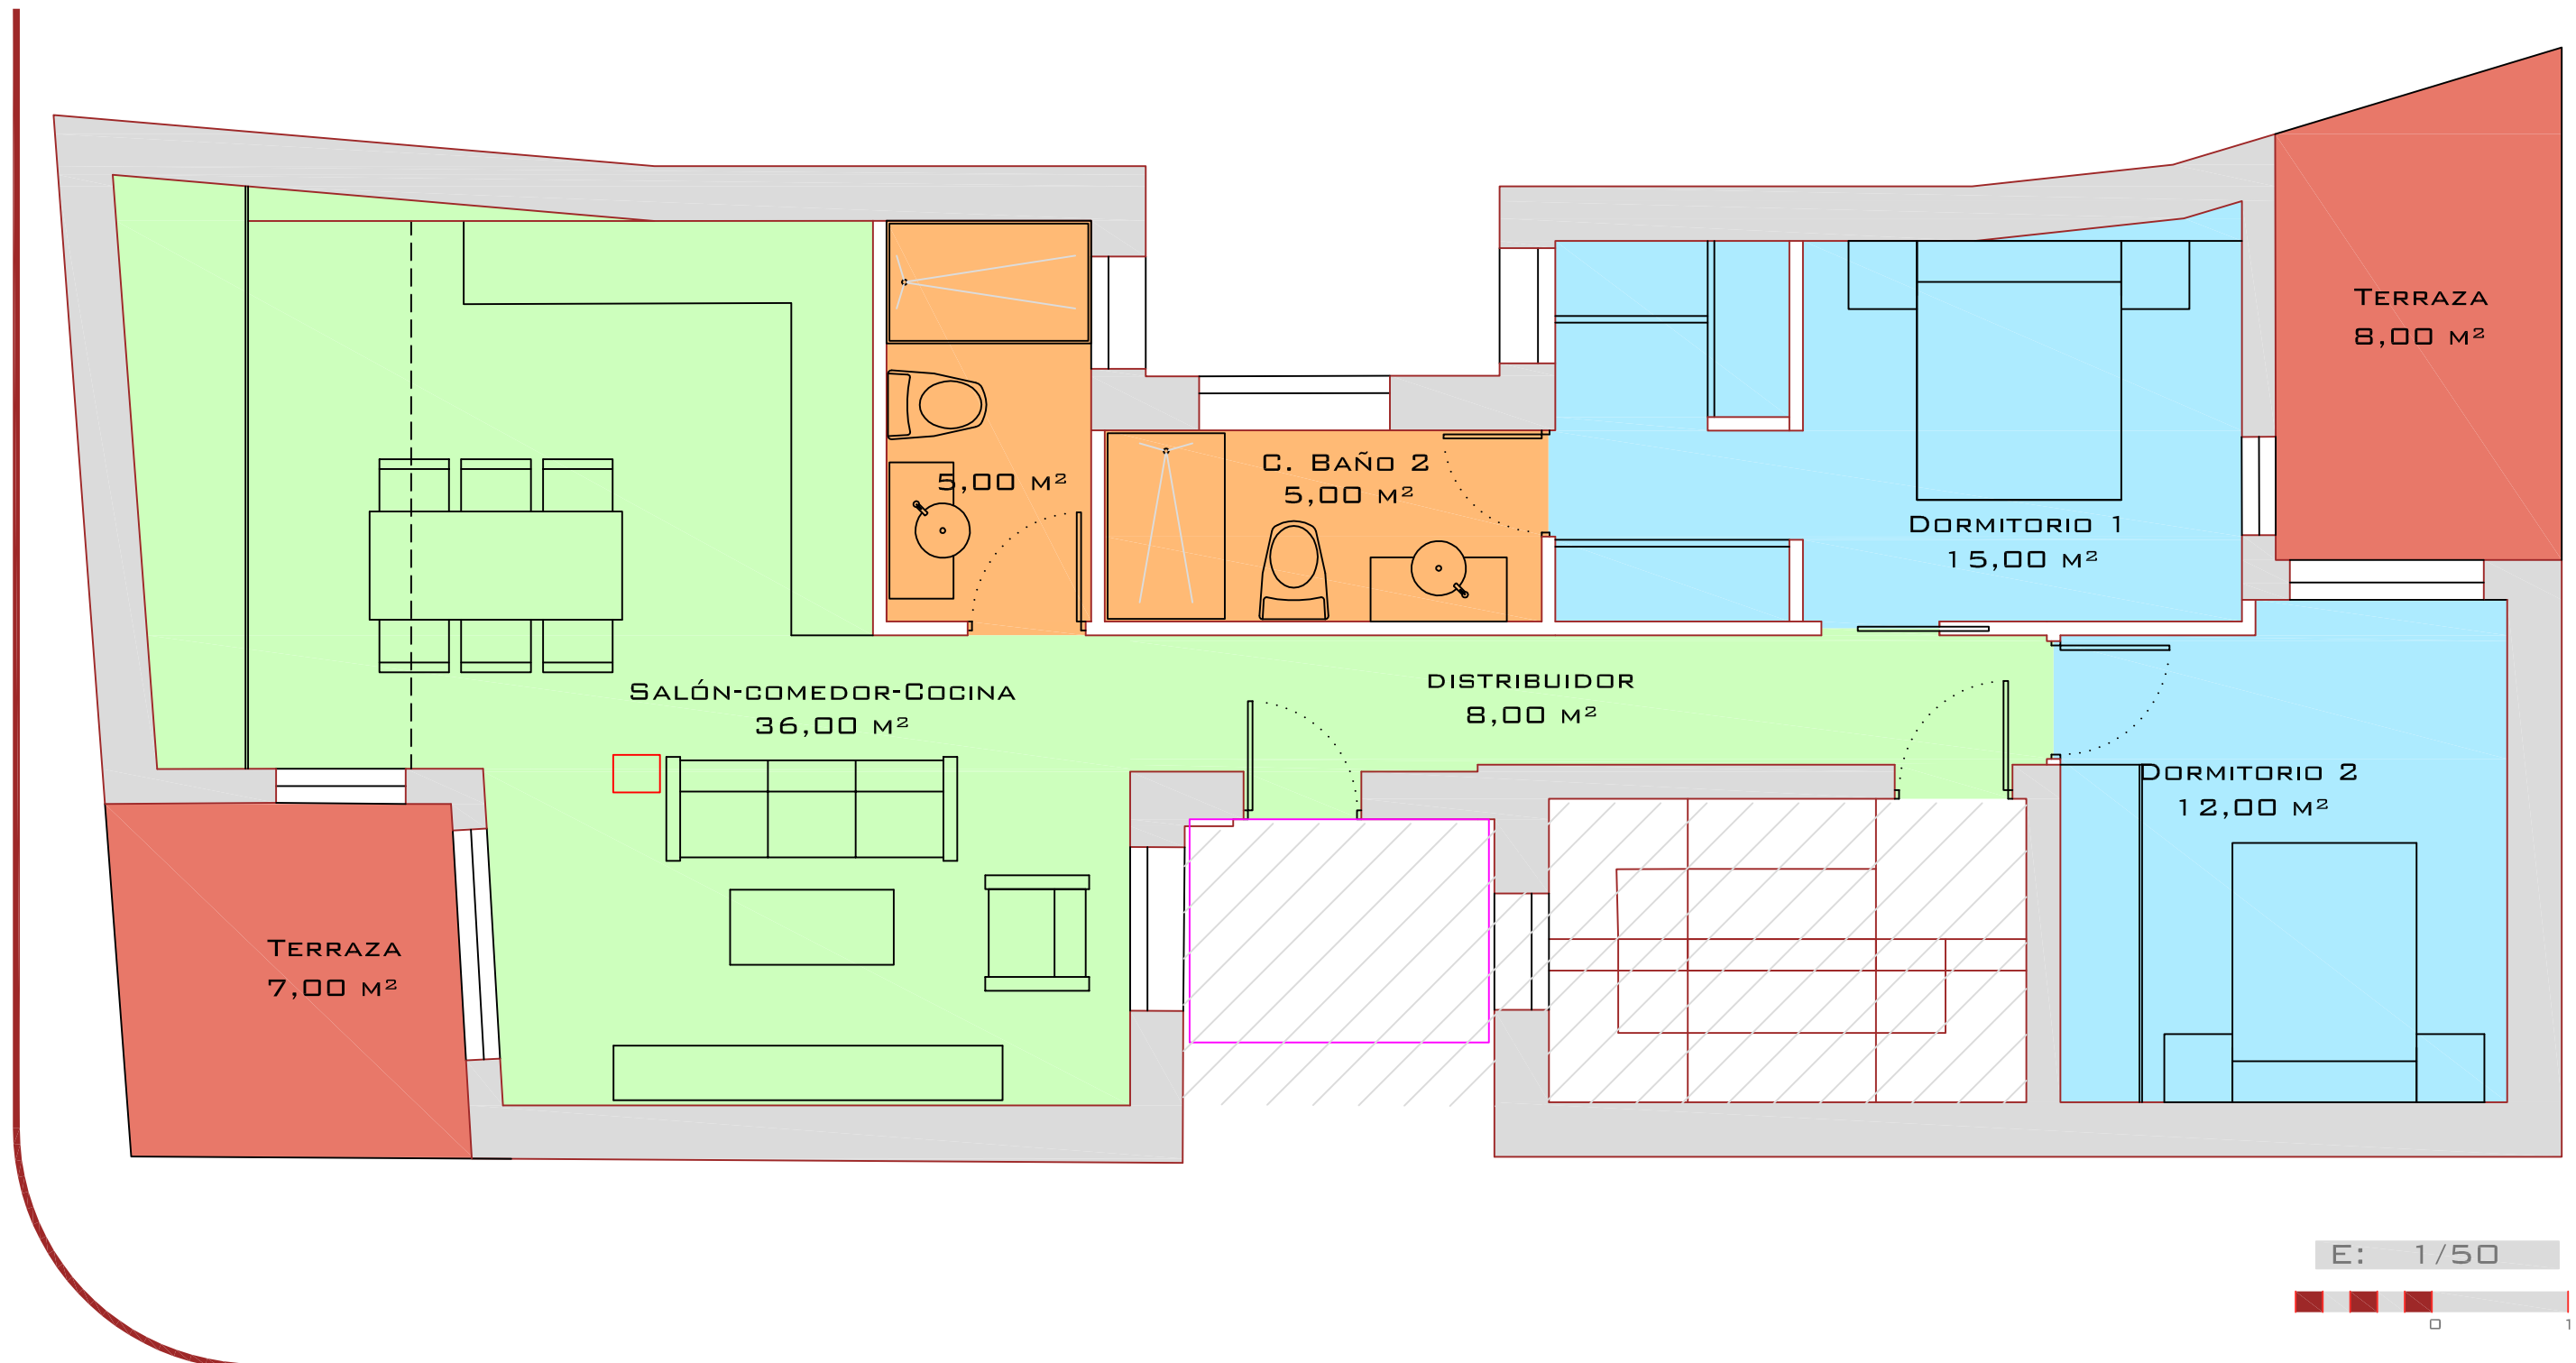 Terraza
8,00 m²
C. Baño 2
5,00 m²
5,00 m²
Dormitorio 1
15,00 m²
Salón-comedor-Cocina
36,00 m²
distribuidor
8,00 m²
Dormitorio 2
12,00 m²
Terraza
7,00 m²
E: 1/50
0 1